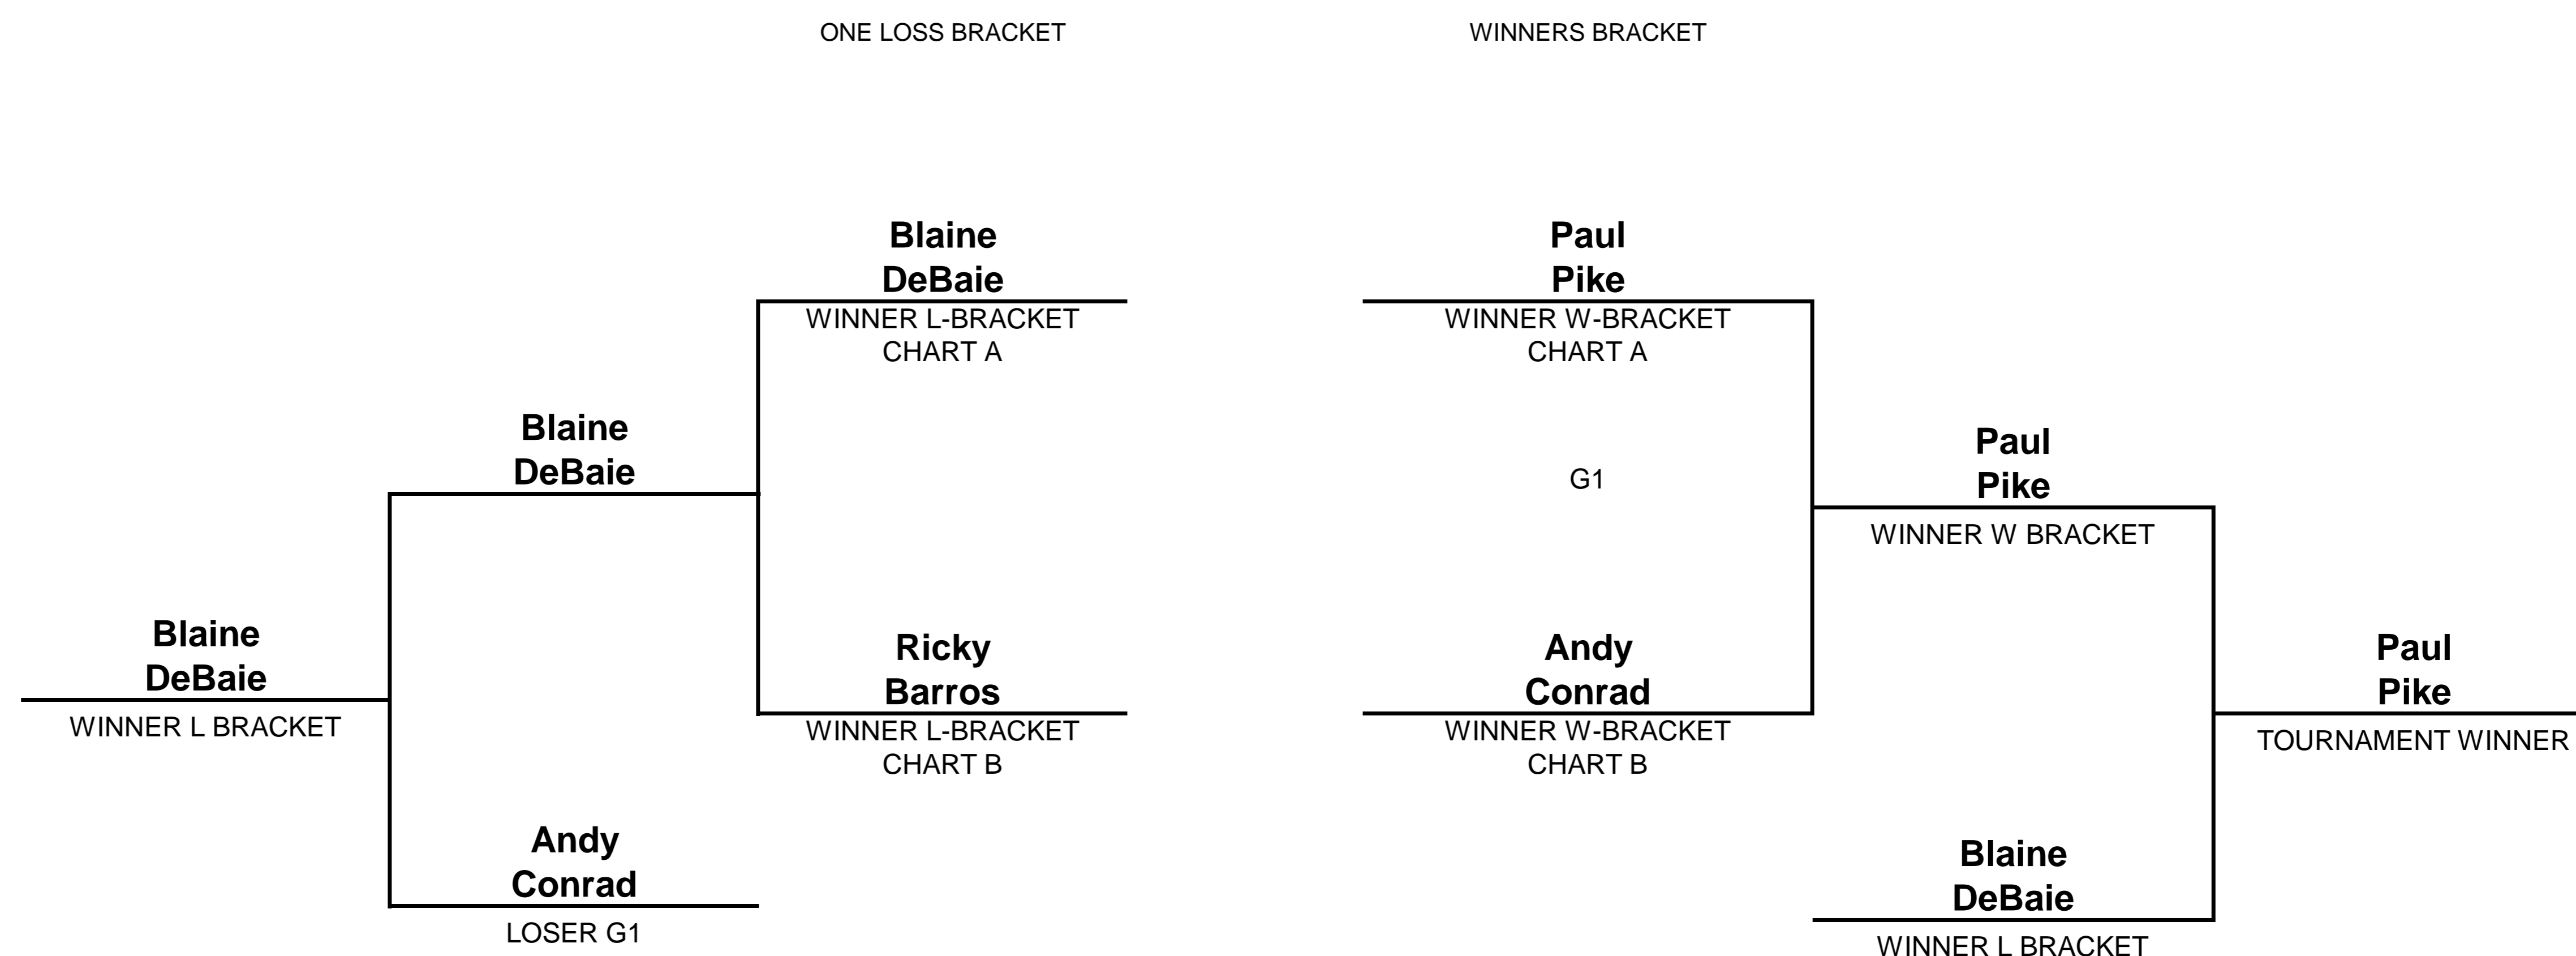 ONE LOSS BRACKET
WINNERS BRACKET
Blaine
DeBaie
WINNER L-BRACKET
CHART A
Paul
Pike
WINNER W-BRACKET
CHART A
Blaine
DeBaie
G1
Paul
Pike
WINNER W BRACKET
Blaine
DeBaie
WINNER L BRACKET
Ricky
Barros
WINNER L-BRACKET
CHART B
Andy
Conrad
WINNER W-BRACKET
CHART B
Paul
Pike
TOURNAMENT WINNER
Andy
Conrad
LOSER G1
Blaine
DeBaie
WINNER L BRACKET